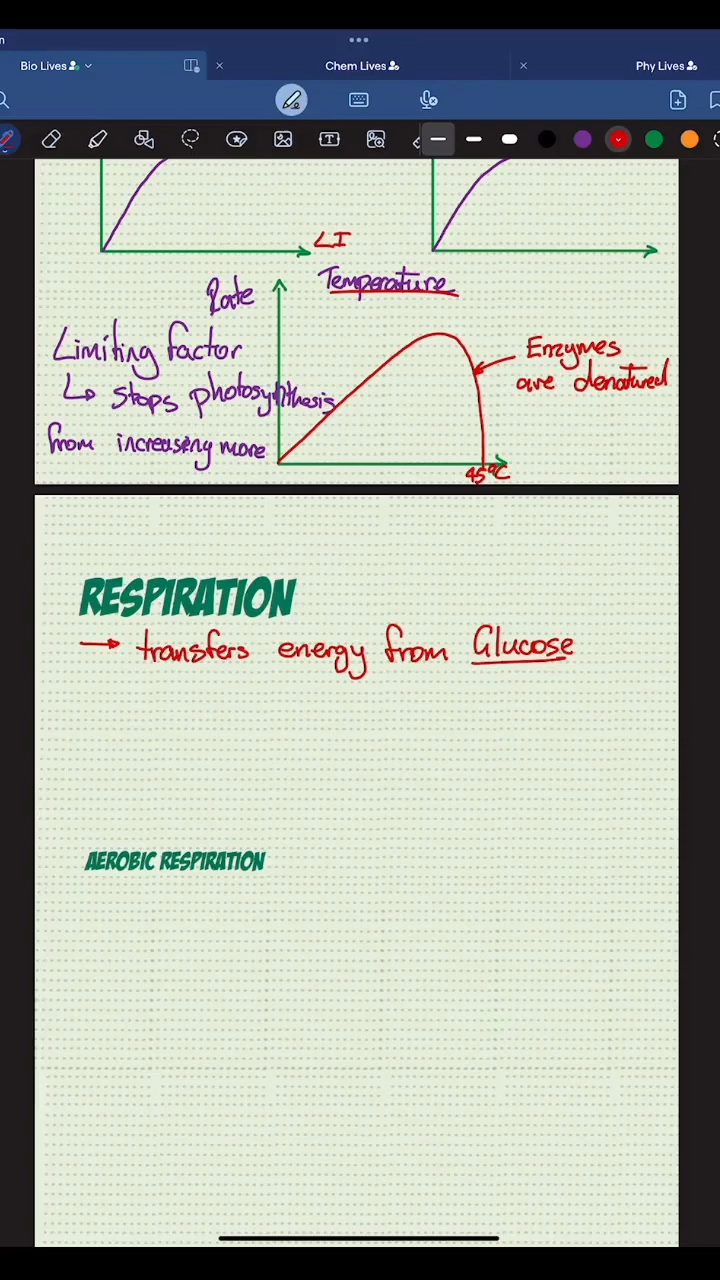 n
Bio Lives
Chem Lives
Phy Lives
T
LI
Temperature
Rate
Limiting factor
↳ stops photosynthesis
from increasing more
Enzymes
are denatured
45°C
RESPIRATION
→ transfers energy from Glucose
AEROBIC RESPIRATION